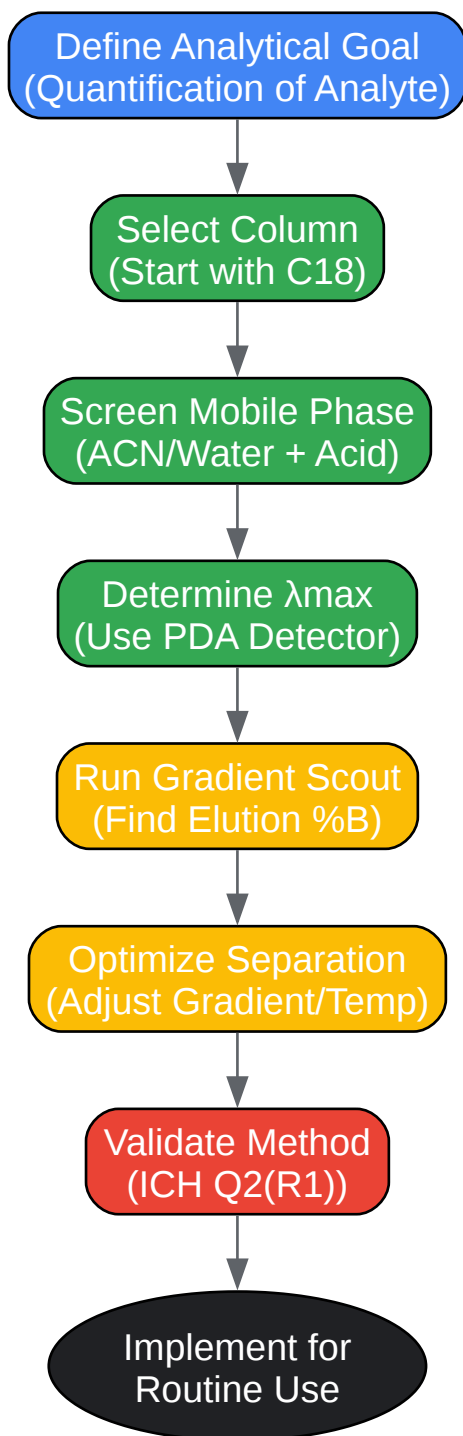 Define Analytical Goal
(Quantification of Analyte)
Select Column
(Start with C18)
Screen Mobile Phase
(ACN/Water + Acid)
Determine λmax
(Use PDA Detector)
Run Gradient Scout
(Find Elution %B)
Optimize Separation
(Adjust Gradient/Temp)
Validate Method
(ICH Q2(R1))
Implement for
Routine Use